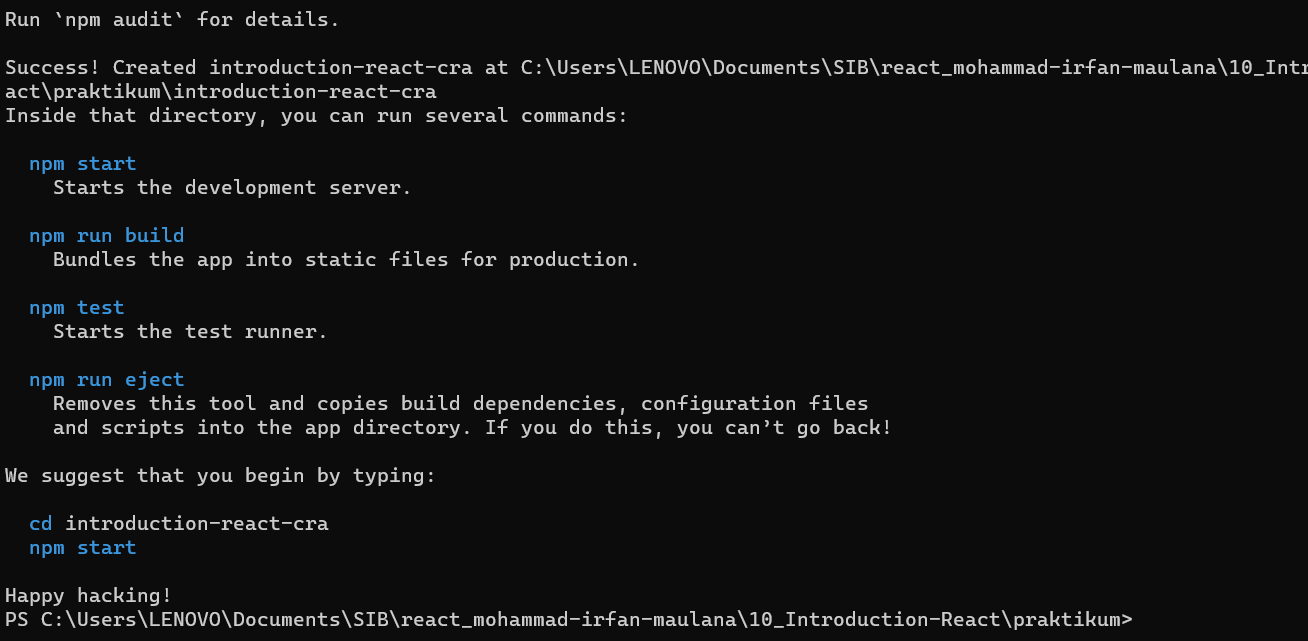 Run `npm audit` for details.
Success! Created introduction-react-cra at C:\Users\LENOVO\Documents\SIB\react_mohammad-irfan-maulana\10_Intr
act\praktikum\introduction-react-cra
Inside that directory, you can run several commands:
npm start
Starts the development server.
npm run build
Bundles the app into static files for production.
npm test
Starts the test runner.
npm run eject
Removes this tool and copies build dependencies, configuration files
and scripts into the app directory. If you do this, you can’t go back!
We suggest that you begin by typing:
cd introduction-react-cra
npm start
Happy hacking!
PS C:\Users\LENOVO\Documents\SIB\react_mohammad-irfan-maulana\10_Introduction-React\praktikum>